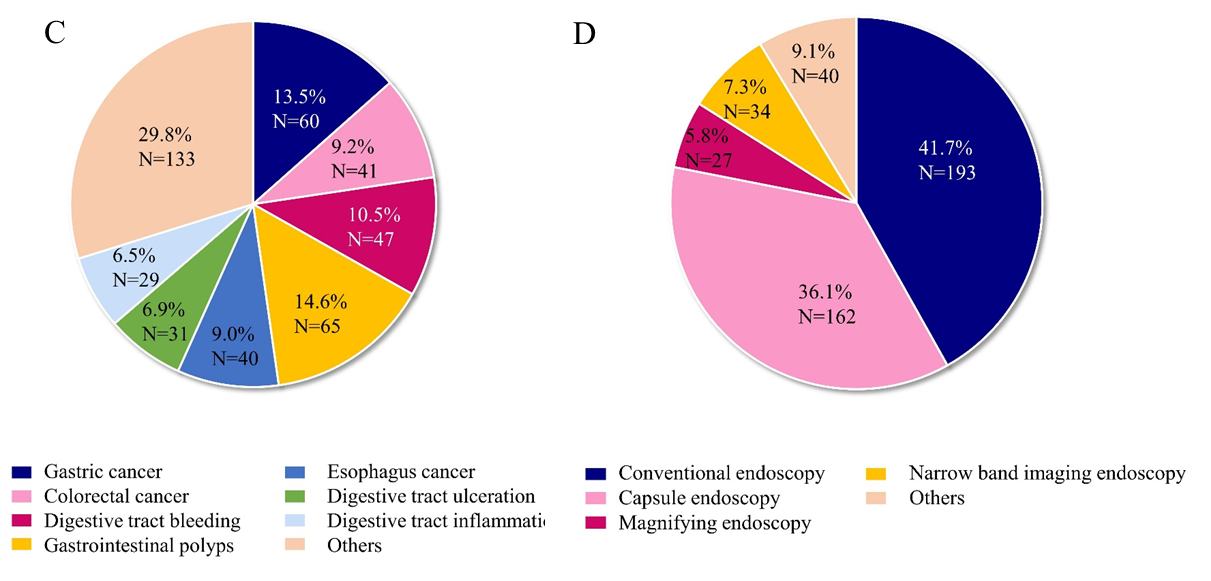 C
13.5%
N=60
9.2%
N=41
10.5%
N=47
14.6%
N=65
9.0%
N=40
6.9%
N=31
6.5%
N=29
29.8%
N=133
Gastric cancer
Colorectal cancer
Digestive tract bleeding
Gastrointestinal polyps
Esophagus cancer
Digestive tract ulceration
Digestive tract inflammati
Others
D
41.7%
N=193
36.1%
N=162
5.8%
N=27
7.3%
N=34
9.1%
N=40
Conventional endoscopy
Capsule endoscopy
Magnifying endoscopy
Narrow band imaging endoscopy
Others